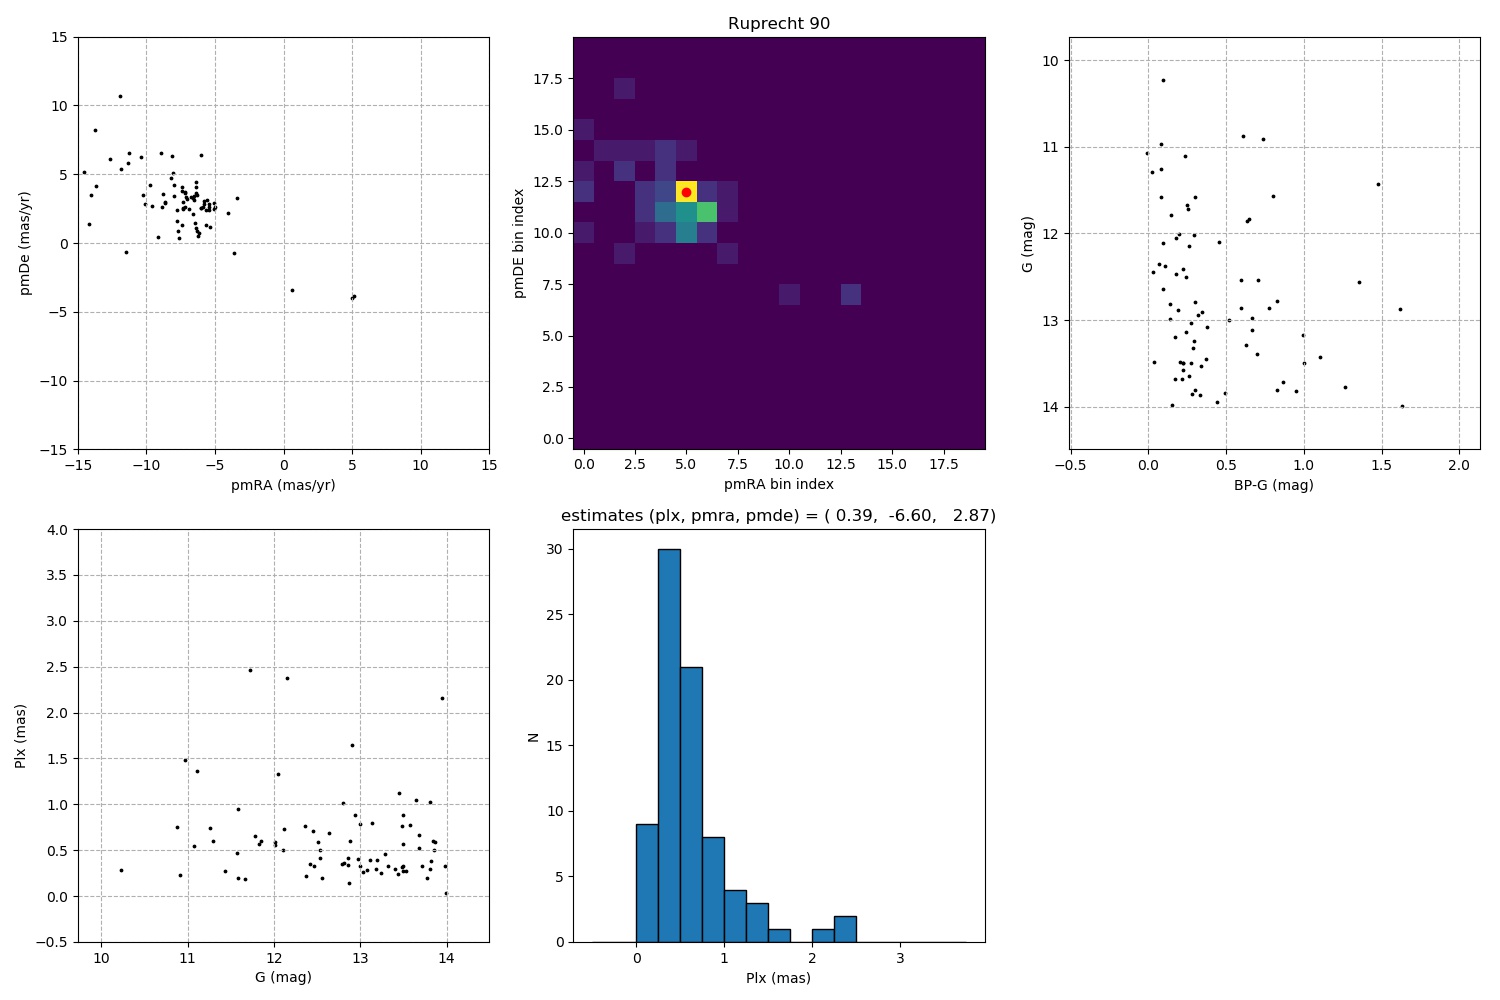 15
10
5
0
−5
−10
−15
−15 −10 −5 0 5 10 15
pmRA (mas/yr)
pmDe (mas/yr)
Ruprecht 90
17.5
15.0
12.5
10.0
7.5
5.0
2.5
0.0
0.0 2.5 5.0 7.5 10.0 12.5 15.0 17.5
pmRA bin index
pmDE bin index
10
11
12
13
14
−0.5 0.0 0.5 1.0 1.5 2.0
BP-G (mag)
G (mag)
4.0
3.5
3.0
2.5
2.0
1.5
1.0
0.5
0.0
−0.5
10 11 12 13 14
G (mag)
Plx (mas)
estimates (plx, pmra, pmde) = ( 0.39, -6.60, 2.87)
30
25
20
15
10
5
0
0 1 2 3
Plx (mas)
N